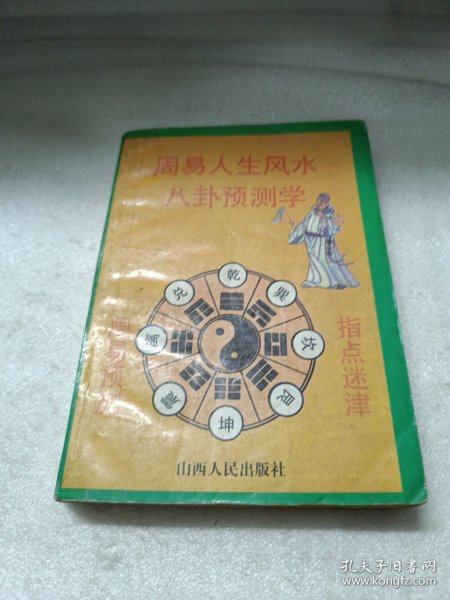 周易人生风水
八卦预测学
乾
巽
坎
艮
坤
震
離
兑
周易预测
指点迷津
山西人民出版社
孔夫子旧书网
www.kongfz.com